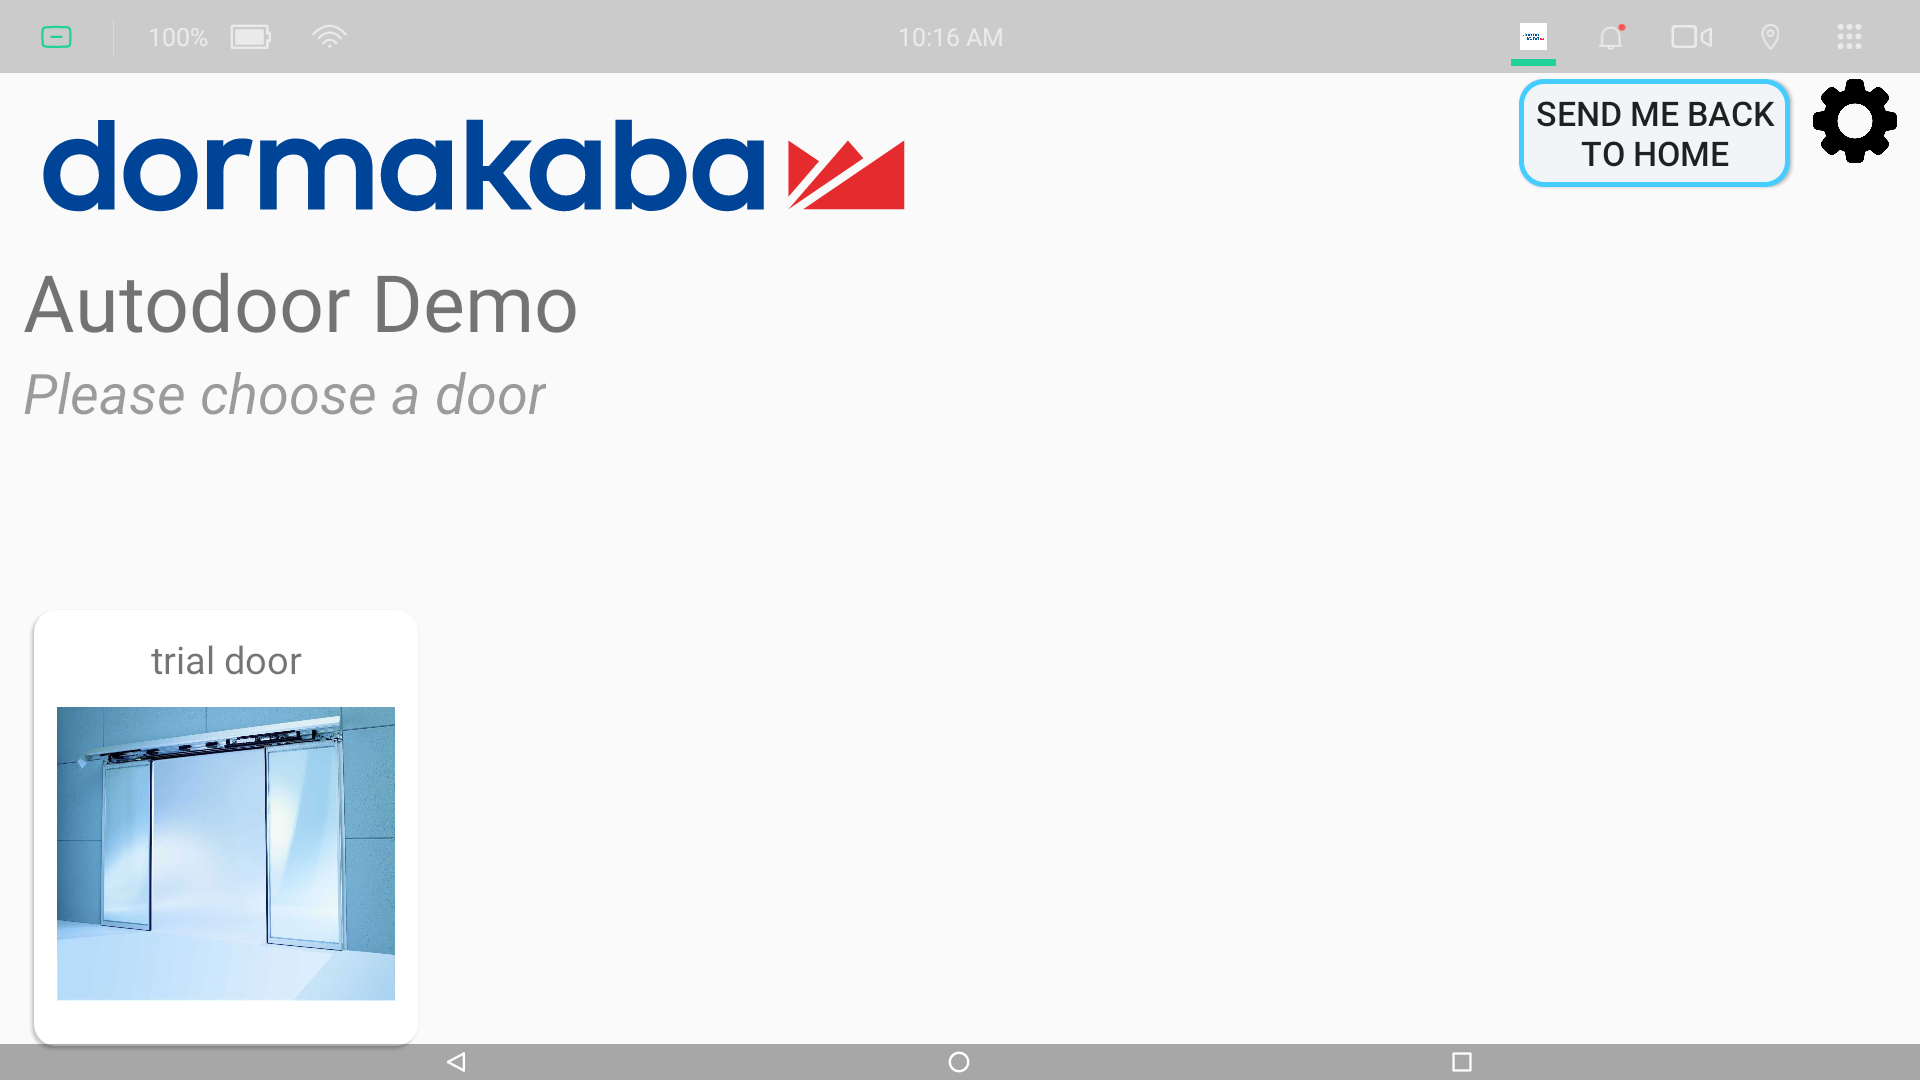 100%
10:16 AM
SEND ME BACK
TO HOME
dormakaba
Autodoor Demo
Please choose a door
trial door